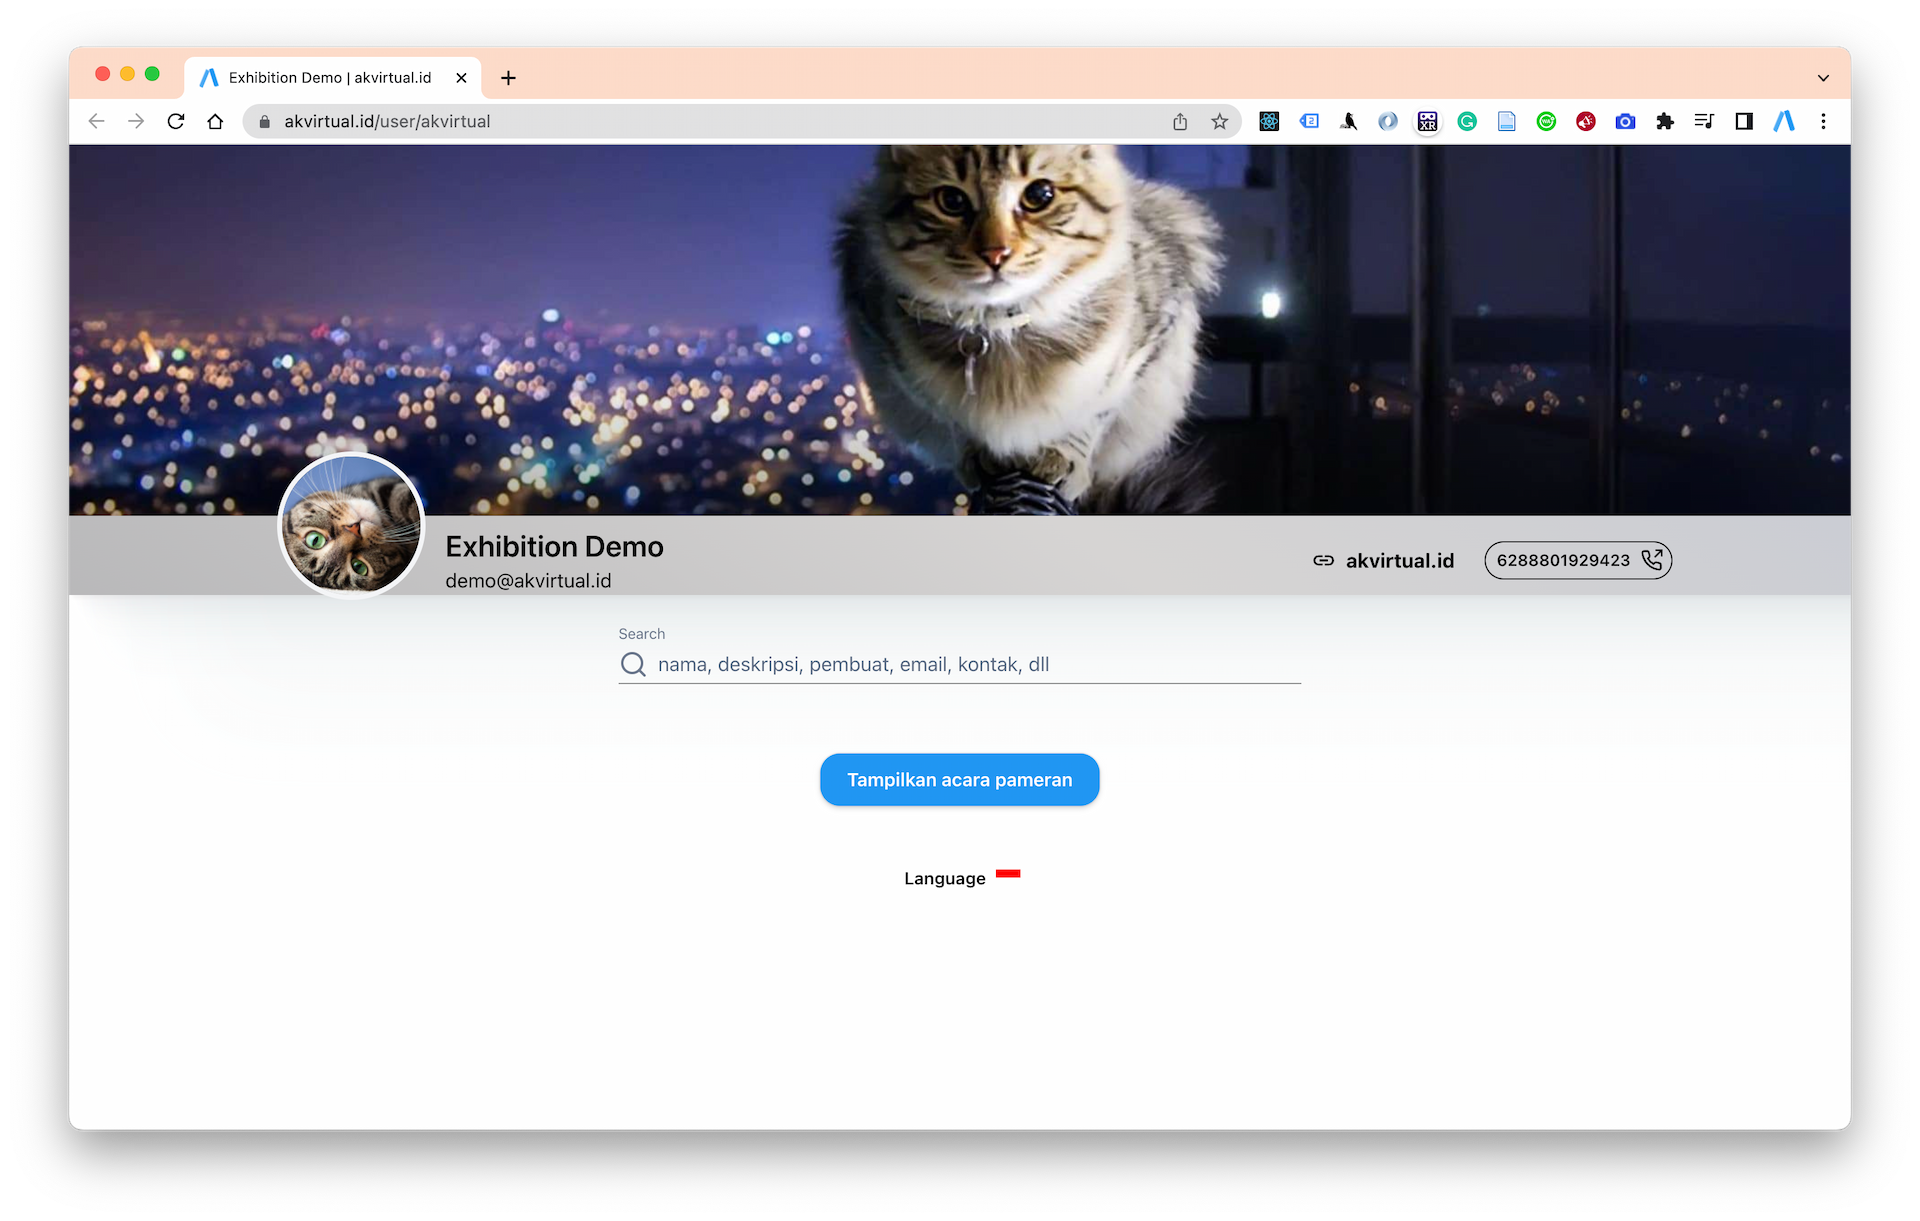 Exhibition Demo | akvirtual.id
akvirtual.id/user/akvirtual
Exhibition Demo
demo@akvirtual.id
akvirtual.id
6288801929423
Search
nama, deskripsi, pembuat, email, kontak, dll
Tampilkan acara pameran
Language